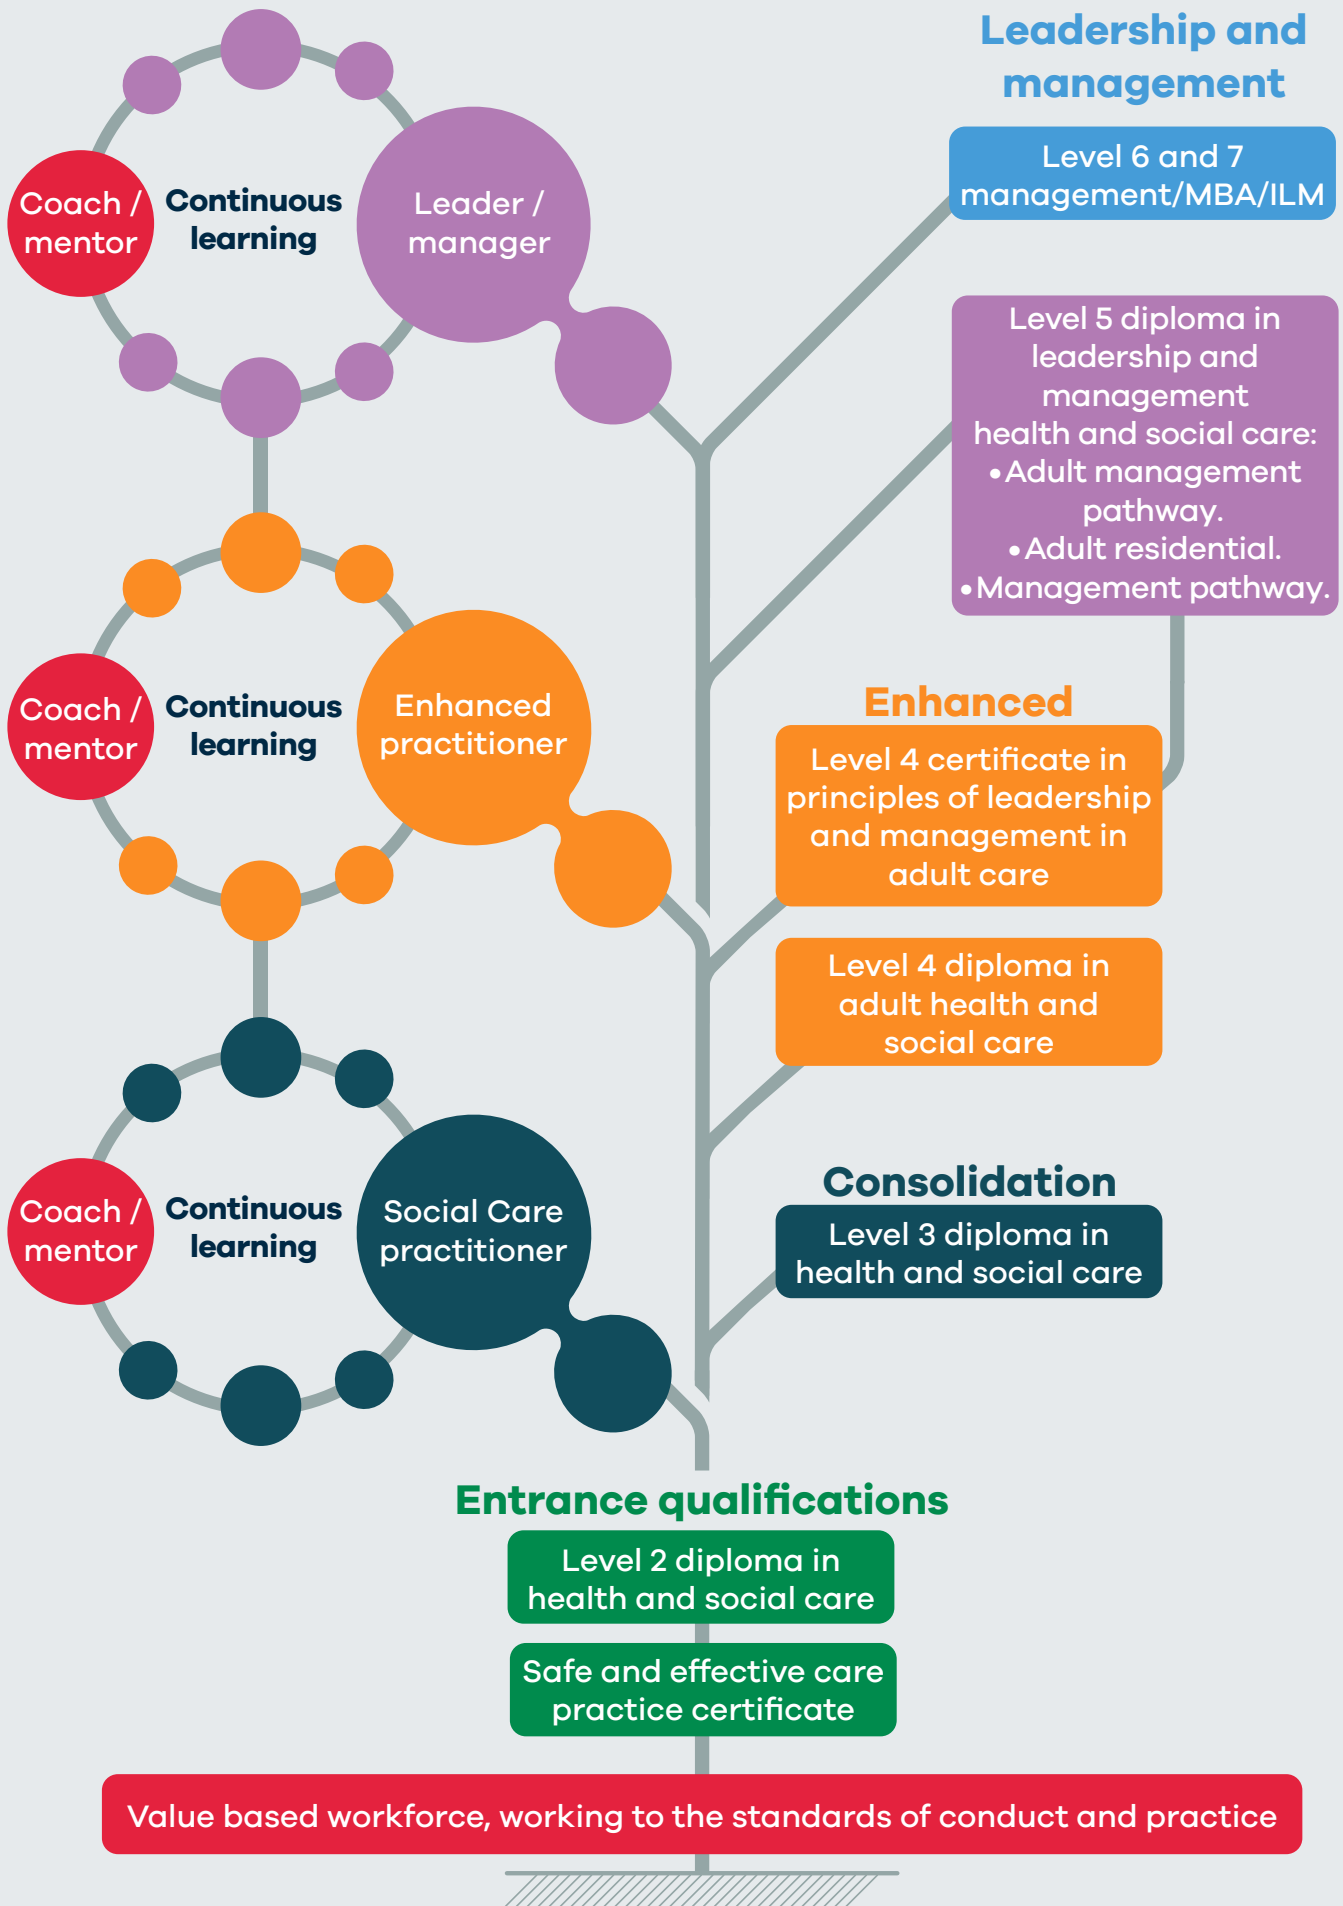 Leadership and
management
Level 6 and 7
management/MBA/ILM
Coach /
mentor
Continuous
learning
Leader /
manager
Level 5 diploma in
leadership and
management
health and social care:
•Adult management
pathway.
•Adult residential.
•Management pathway.
Coach /
mentor
Continuous
learning
Enhanced
practitioner
Enhanced
Level 4 certificate in
principles of leadership
and management in
adult care
Level 4 diploma in
adult health and
social care
Coach /
mentor
Continuous
learning
Social Care
practitioner
Consolidation
Level 3 diploma in
health and social care
Entrance qualifications
Level 2 diploma in
health and social care
Safe and effective care
practice certificate
Value based workforce, working to the standards of conduct and practice